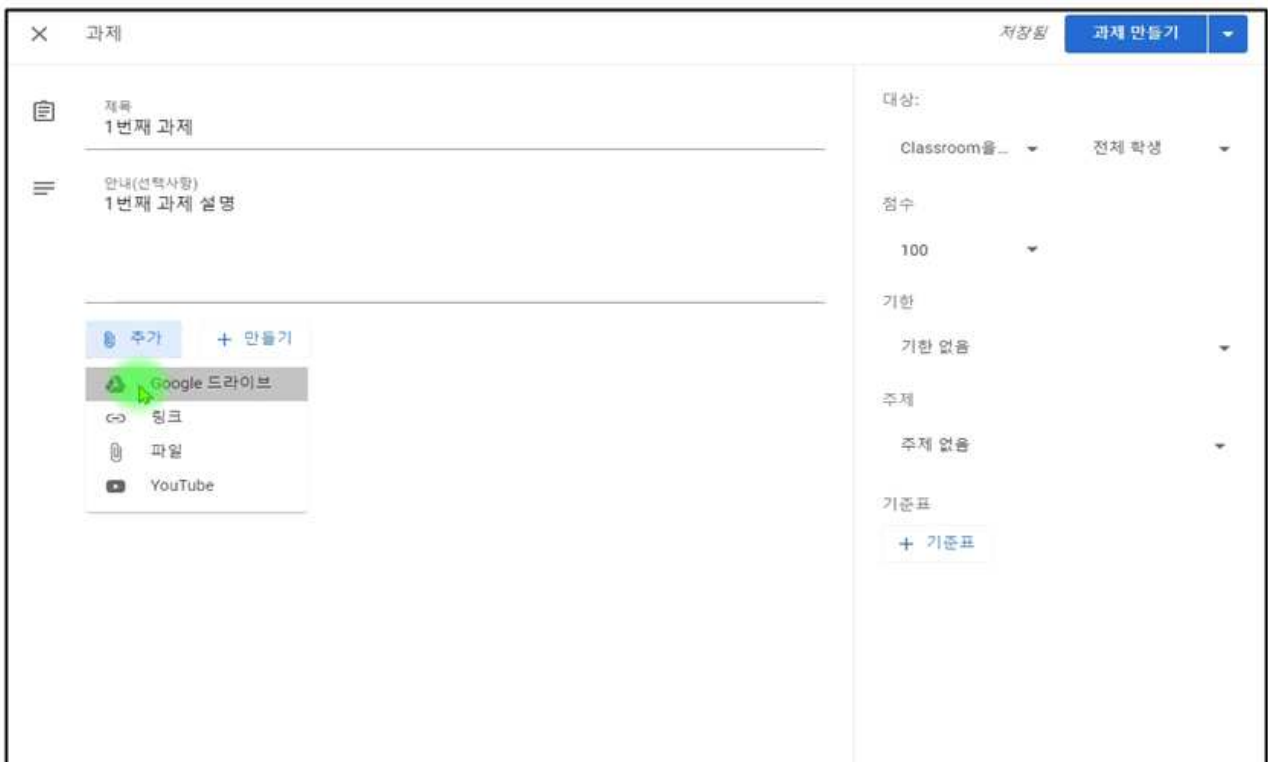 과제
저장됨
과제 만들기
제목
1번째 과제
안내(선택사항)
1번째 과제 설명
추가
+ 만들기
Google 드라이브
링크
파일
YouTube
대상:
Classroom을...
전체 학생
점수
100
기한
기한 없음
주제
주제 없음
기준표
+ 기준표